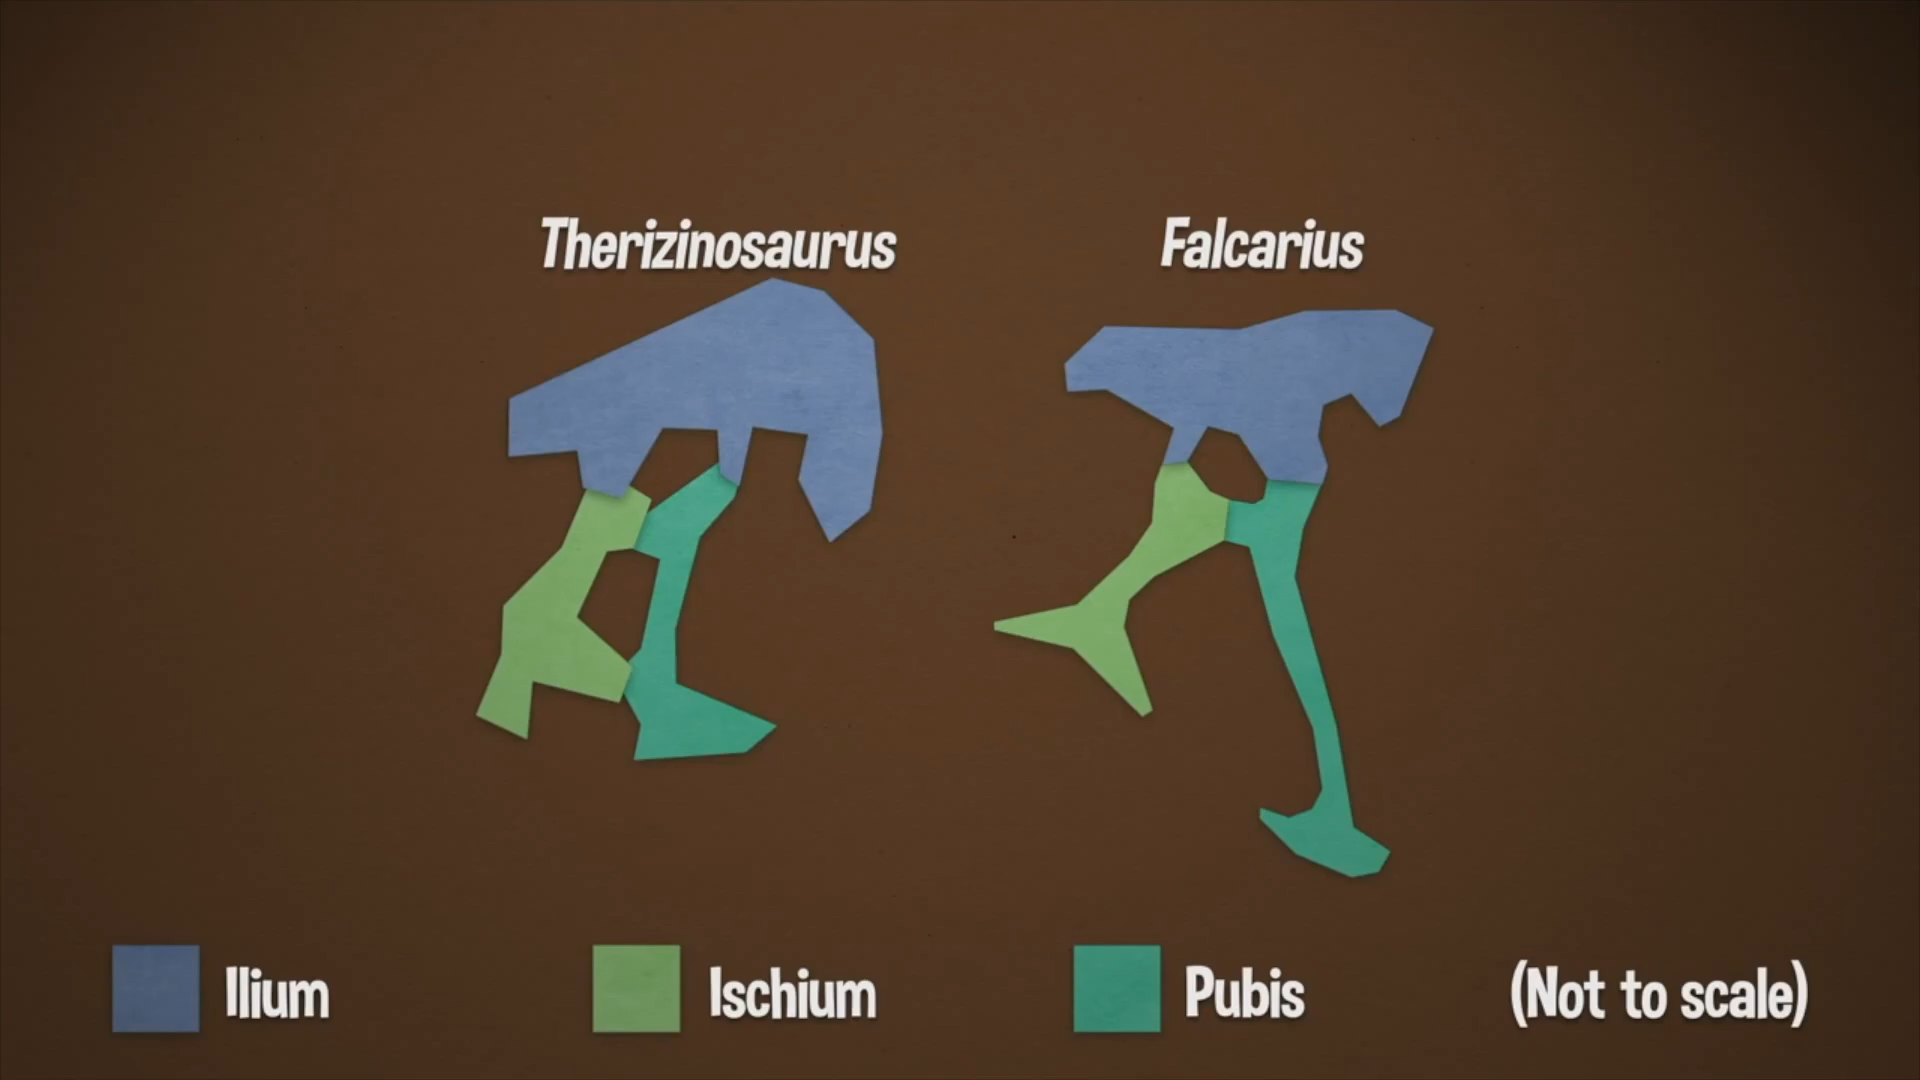 Therizinosaurus
Falcarius
Ilium
Ischium
Pubis
(Not to scale)